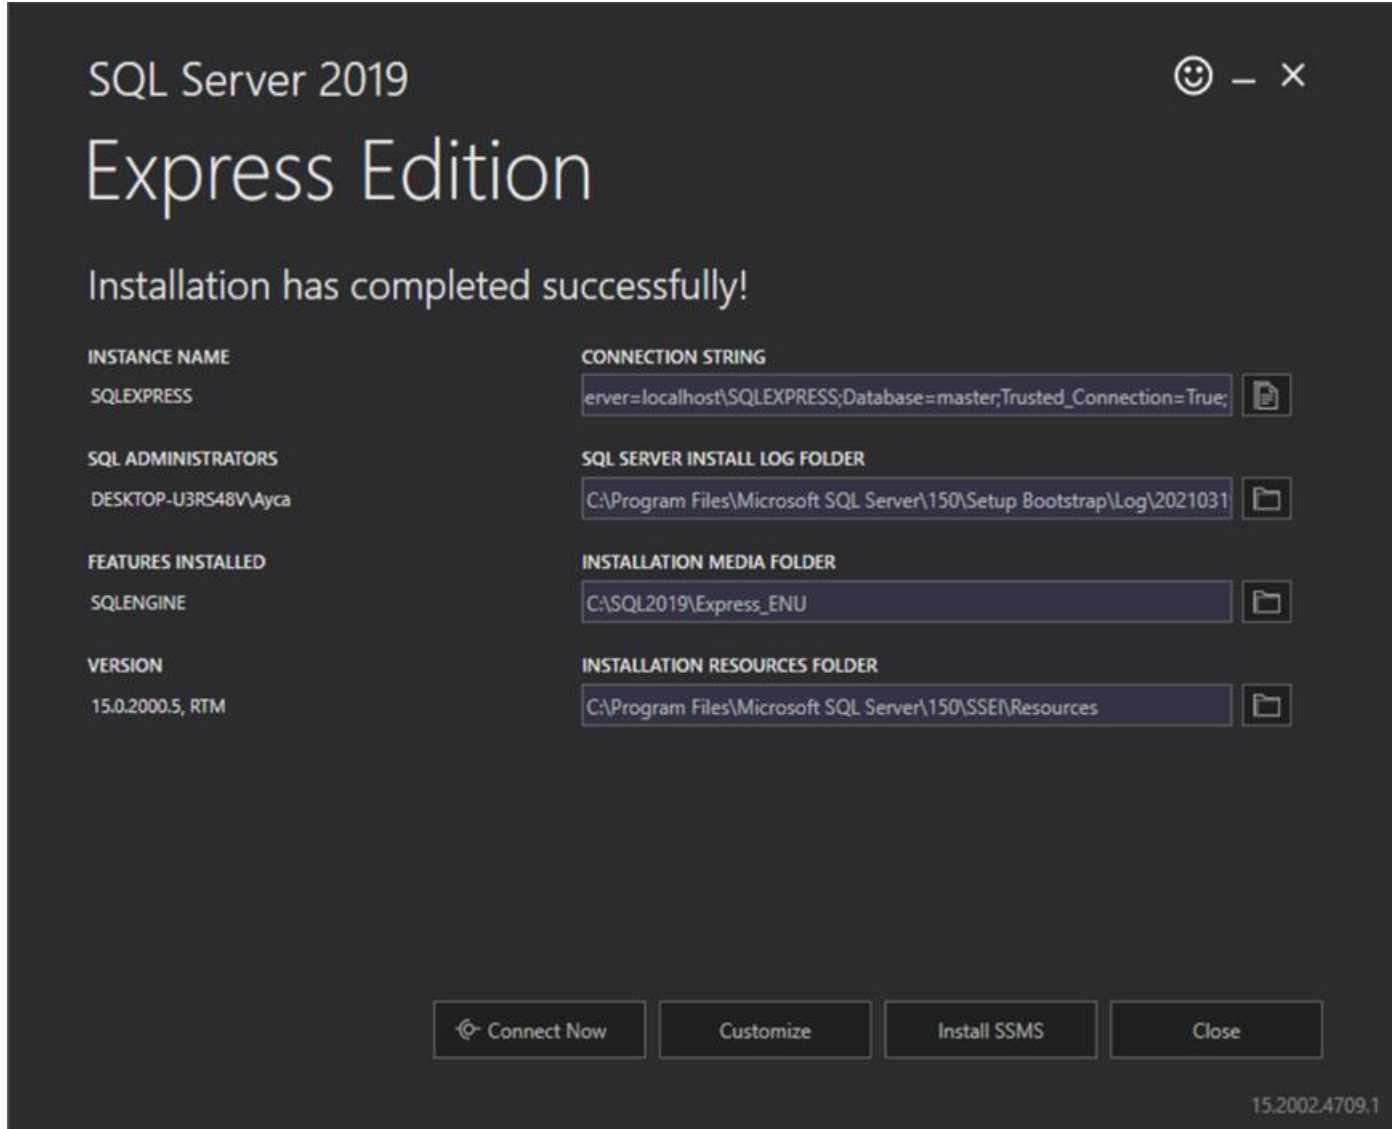 SQL Server 2019
Express Edition
Installation has completed successfully!
INSTANCE NAME
SQLEXPRESS
CONNECTION STRING
erver=localhost\SQLEXPRESS;Database=master;Trusted_Connection=True;
SQL ADMINISTRATORS
DESKTOP-U3RS48V\Ayca
SQL SERVER INSTALL LOG FOLDER
C:\Program Files\Microsoft SQL Server\150\Setup Bootstrap\Log\2021031
FEATURES INSTALLED
SQLENGINE
INSTALLATION MEDIA FOLDER
C:\SQL2019\Express_ENU
VERSION
15.0.2000.5, RTM
INSTALLATION RESOURCES FOLDER
C:\Program Files\Microsoft SQL Server\150\SSEI\Resources
Connect Now
Customize
Install SSMS
Close
15.2002.4709.1